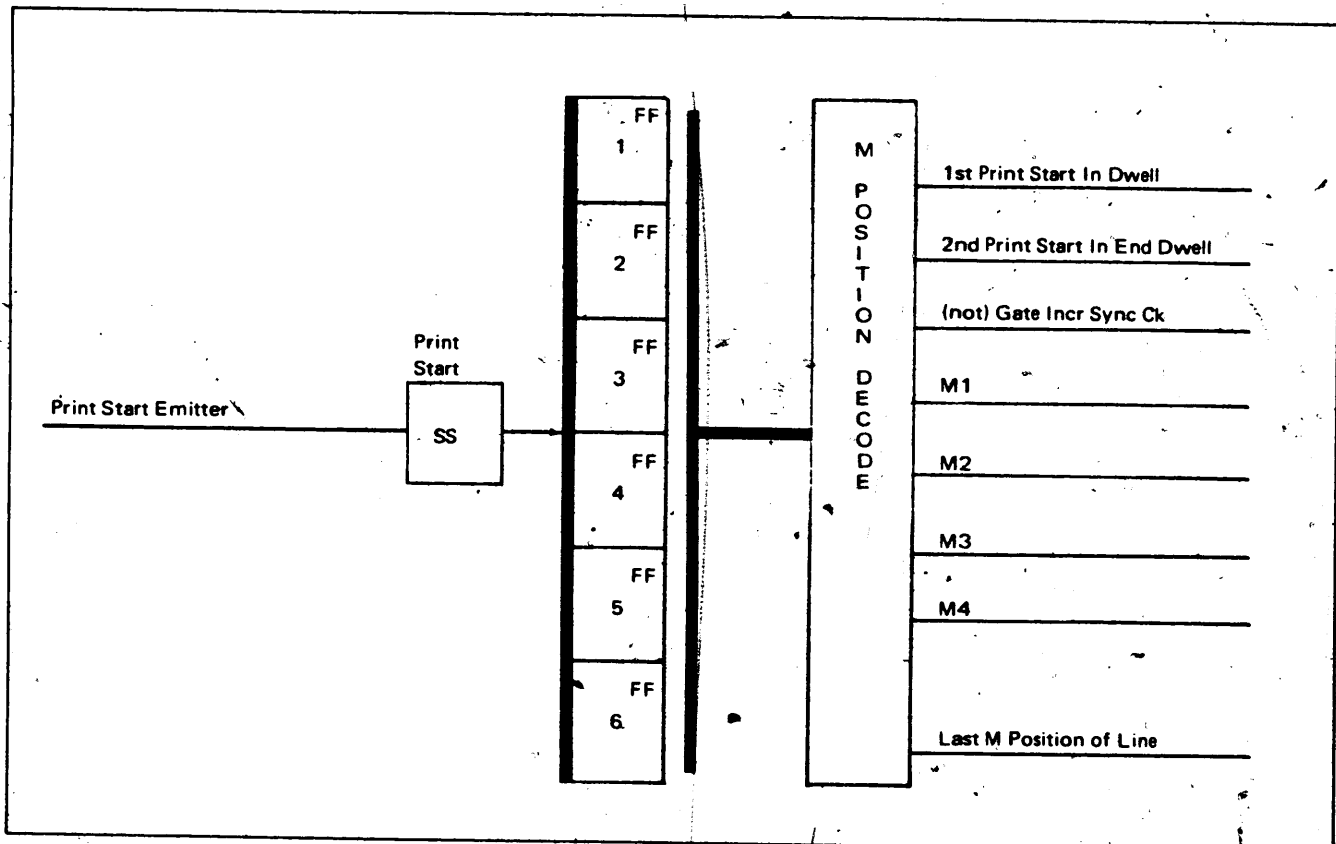 Print Start Emitter
Print
Start
SS
FF
1
FF
2
FF
3
FF
4
FF
5
FF
6
M POSITION DECODE
1st Print Start In Dwell
2nd Print Start In End Dwell
(not) Gate Incr Sync Ck
M1
M2
M3
M4
Last M Position of Line